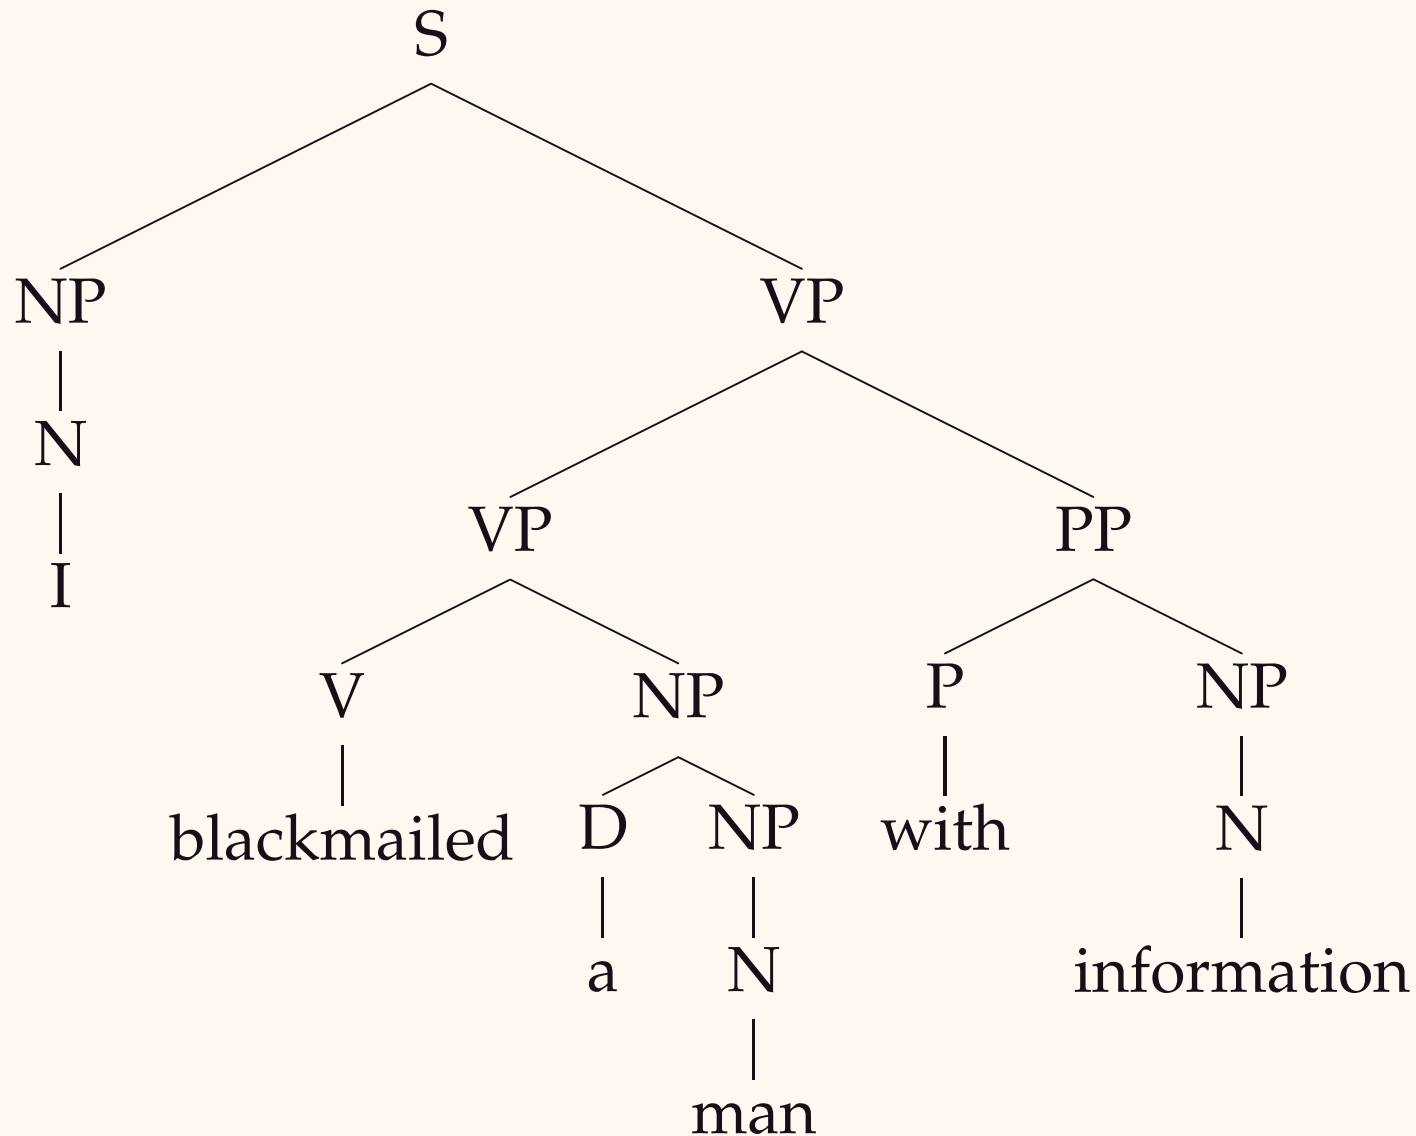 S
NP VP
N
I
VP PP
V NP P NP
blackmailed D NP with N
a N information
man